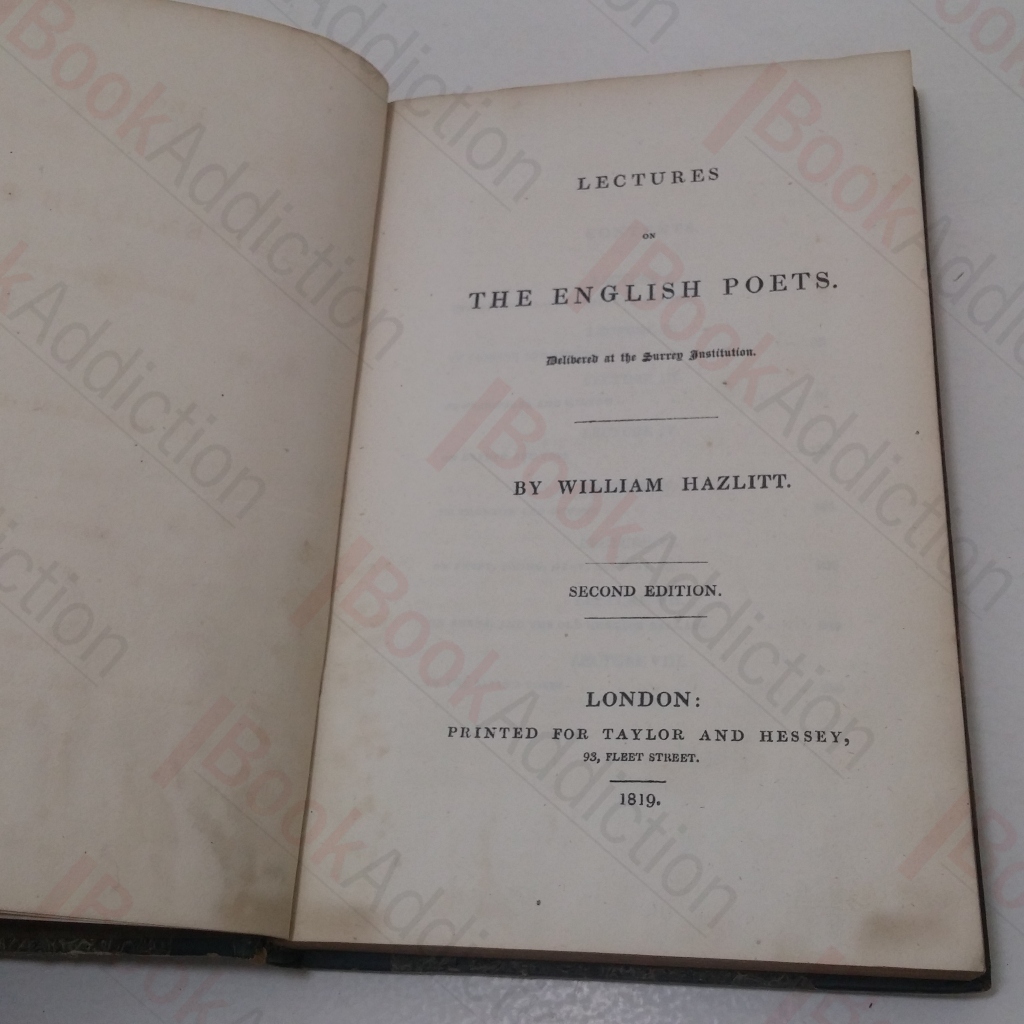 LECTURES
ON
THE ENGLISH POETS.
Delivered at the Surrey Institution.
BY WILLIAM HAZLITT.
SECOND EDITION.
LONDON:
PRINTED FOR TAYLOR AND HESSEY,
93, FLEET STREET.
1819.
BookAddiction